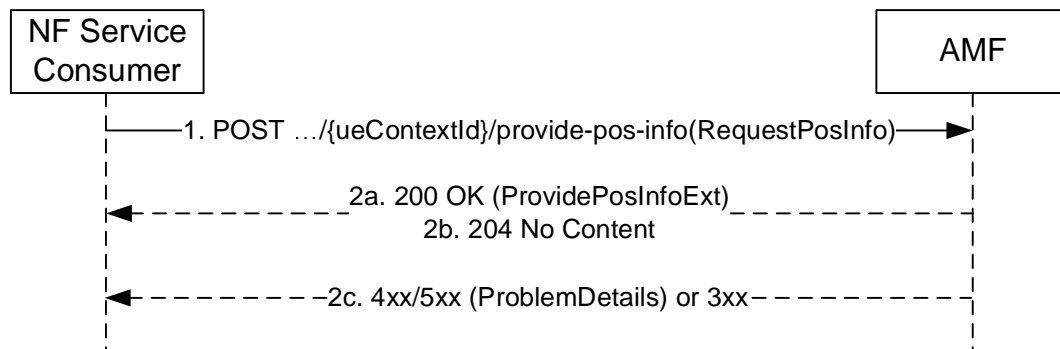 NF Service
Consumer
AMF
1. POST …/{ueContextId}/provide-pos-info(RequestPosInfo)
2a. 200 OK (ProvidePosInfoExt)
2b. 204 No Content
2c. 4xx/5xx (ProblemDetails) or 3xx